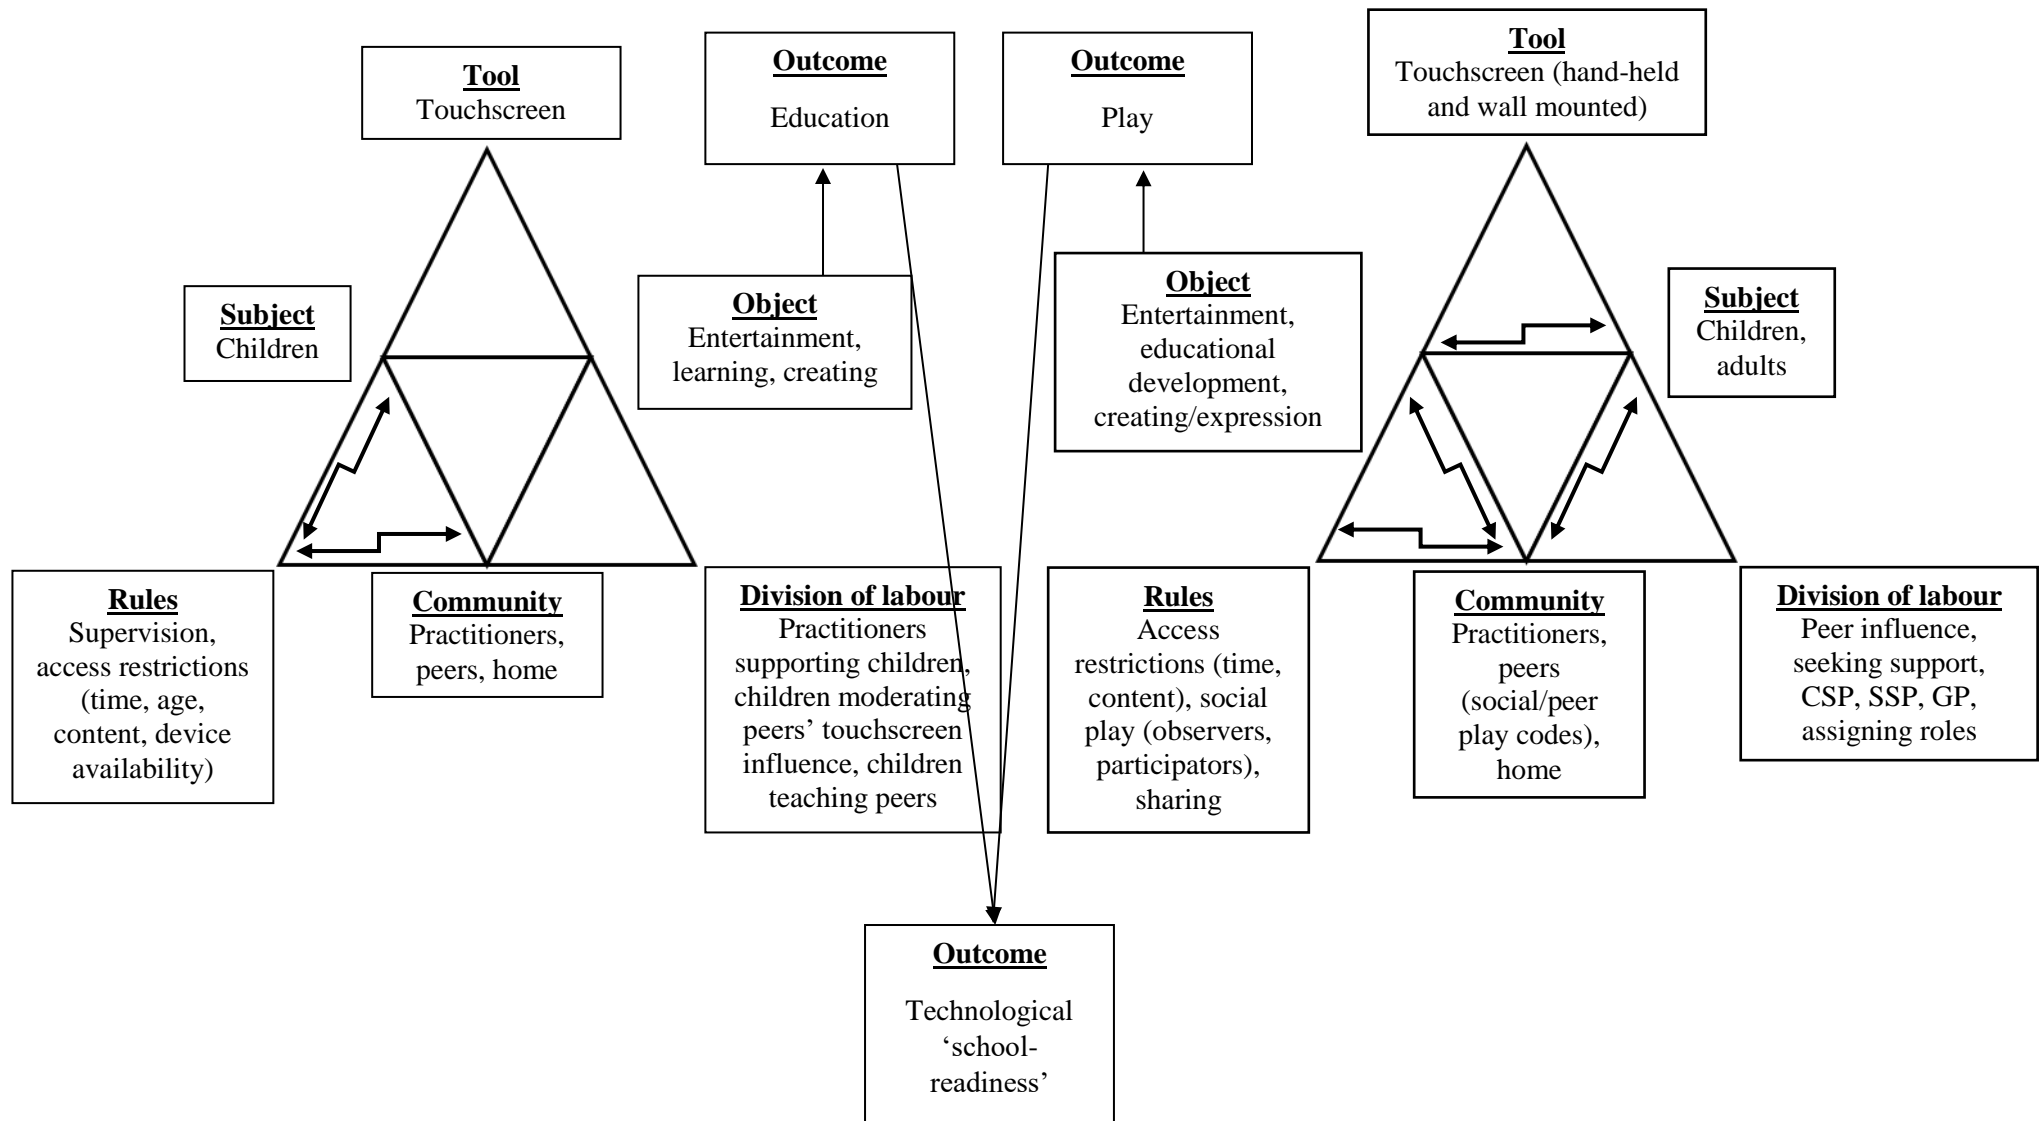 Tool
Touchscreen
Outcome
Education
Outcome
Play
Tool
Touchscreen (hand-held
and wall mounted)
Subject
Children
Object
Entertainment,
learning, creating
Object
Entertainment,
educational
development,
creating/expression
Subject
Children,
adults
Rules
Supervision,
access restrictions
(time, age,
content, device
availability)
Community
Practitioners,
peers, home
Division of labour
Practitioners
supporting children,
children moderating
peers’ touchscreen
influence, children
teaching peers
Rules
Access
restrictions (time,
content), social
play (observers,
participators),
sharing
Community
Practitioners,
peers
(social/peer
play codes),
home
Division of labour
Peer influence,
seeking support,
CSP, SSP, GP,
assigning roles
Outcome
Technological
‘school-
readiness’